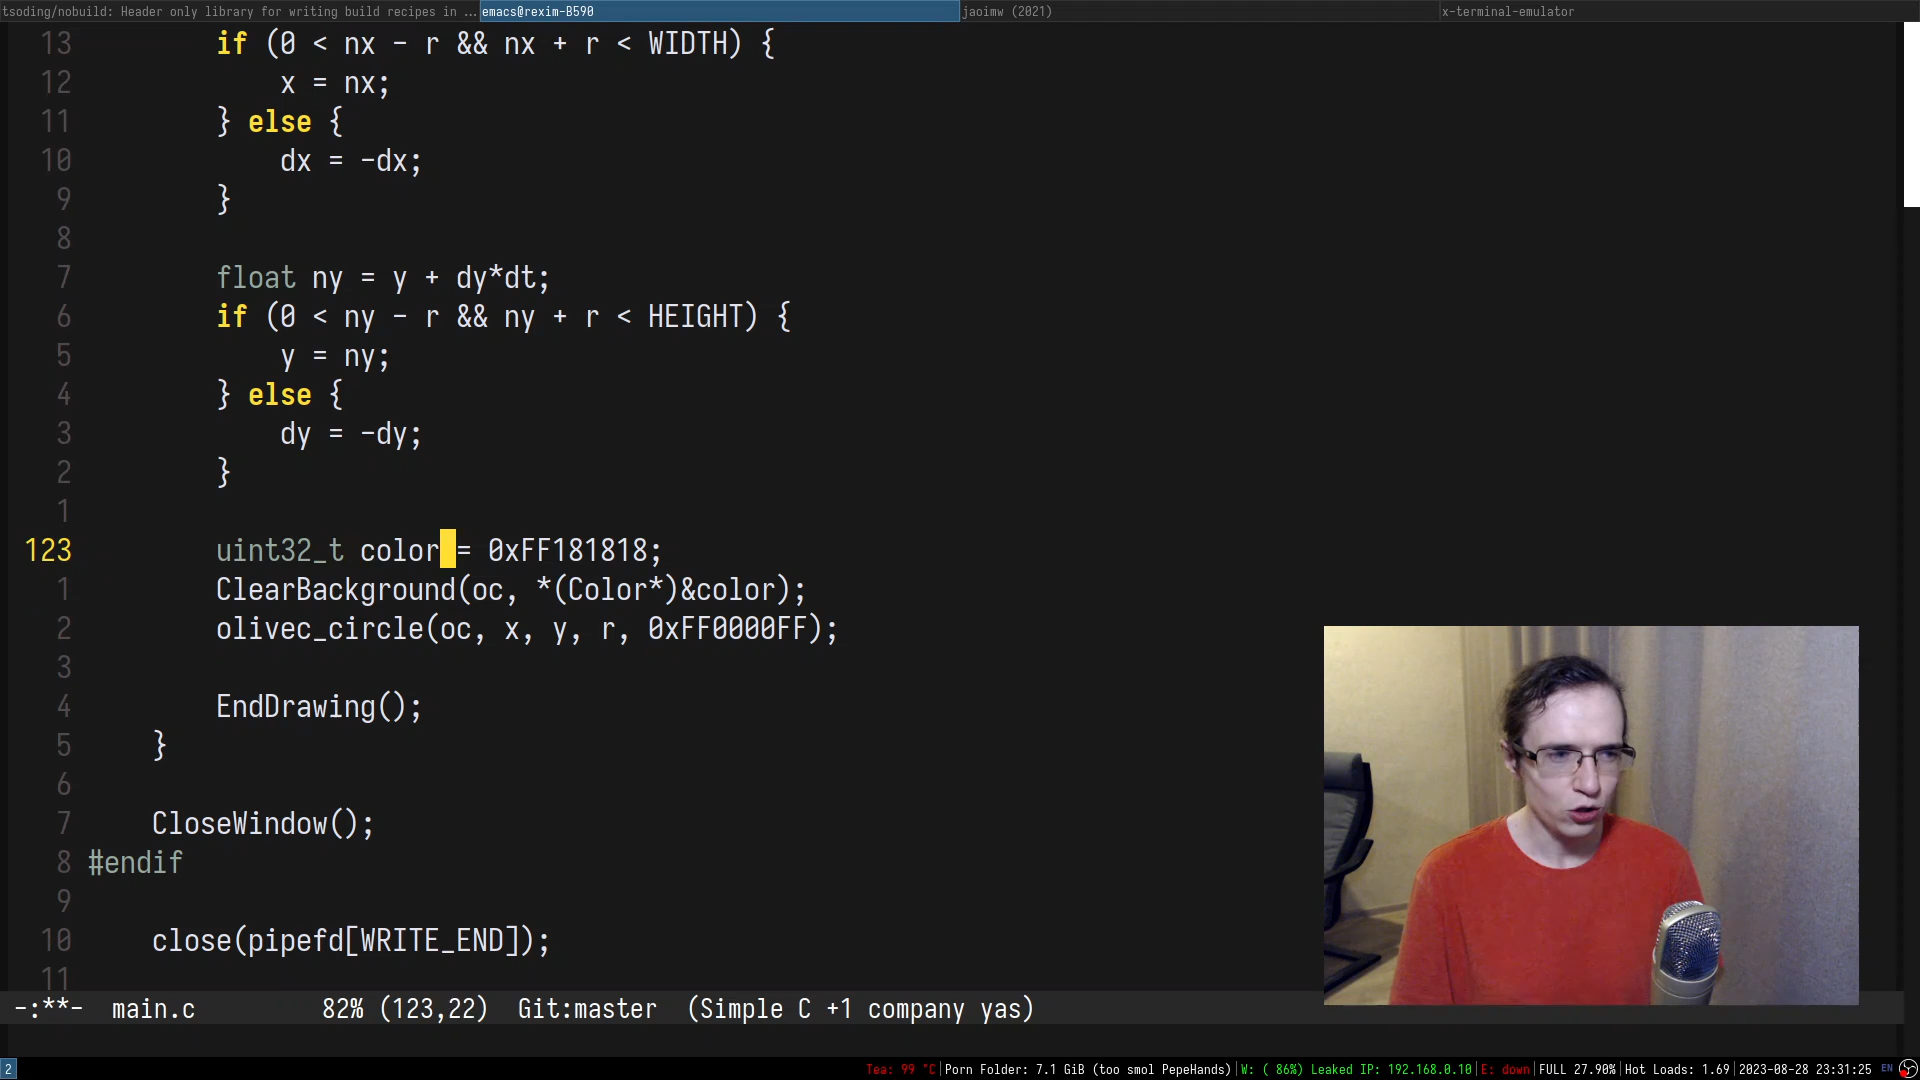 tsoding/nobuild: Header only library for writing build recipes in ... emacs@rexim-B590 jaoimw (2021) x-terminal-emulator
13 if (0 < nx - r && nx + r < WIDTH) {
12 x = nx;
11 } else {
10 dx = -dx;
9 }
8
7 float ny = y + dy*dt;
6 if (0 < ny - r && ny + r < HEIGHT) {
5 y = ny;
4 } else {
3 dy = -dy;
2 }
1
123 uint32_t color = 0xFF181818;
1 ClearBackground(oc, *(Color*)&color);
2 olivec_circle(oc, x, y, r, 0xFF0000FF);
3
4 EndDrawing();
5 }
6
7 CloseWindow();
8 #endif
9
10 close(pipefd[WRITE_END]);
11
-:**- main.c 82% (123,22) Git:master (Simple C +1 company yas)
2 Tea: 99 °C|Porn Folder: 7.1 GiB (too smol PepeHands)|W: ( 86%) Leaked IP: 192.168.0.10|E: down|FULL 27.90%|Hot Loads: 1.69|2023-08-28 23:31:25 EN